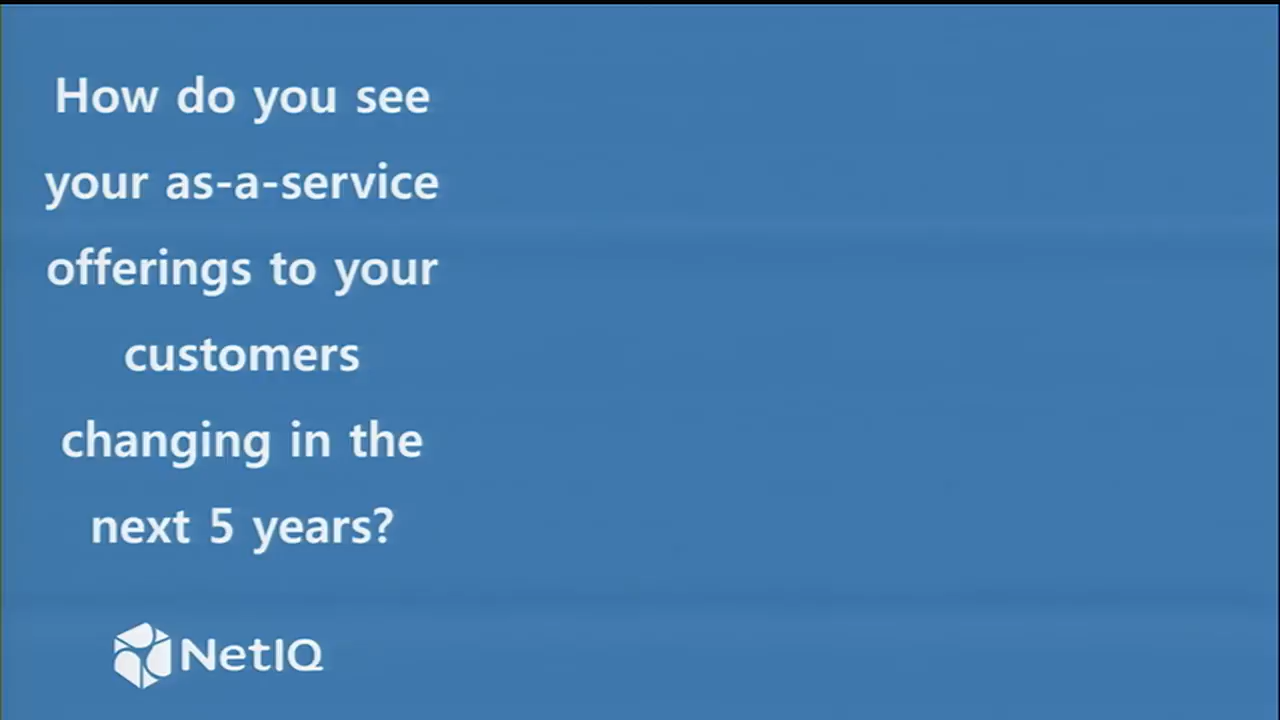 How do you see
your as-a-service
offerings to your
customers
changing in the
next 5 years?
NetIQ